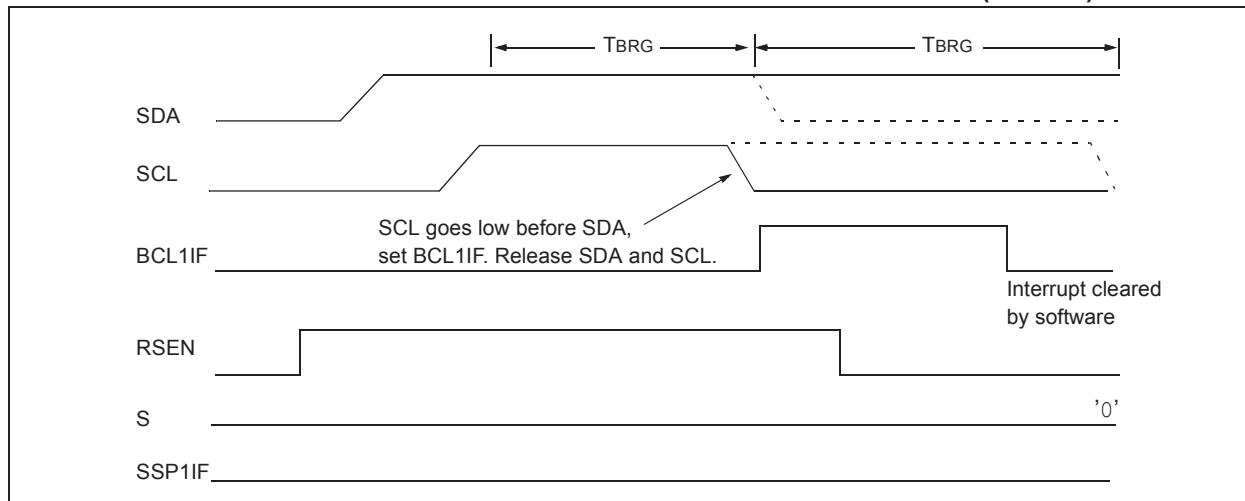 TBRG TBRG
SDA
SCL
SCL goes low before SDA,
set BCL1IF. Release SDA and SCL.
BCL1IF
Interrupt cleared
by software
RSEN
S '0'
SSP1IF